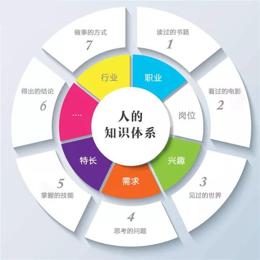 人的
知识体系
职业
岗位
兴趣
需求
特长
....
行业
读过的书籍
1
看过的电影
2
3
见过的世界
4
思考的问题
5
掌握的技能
得出的结论
6
做事的方式
7